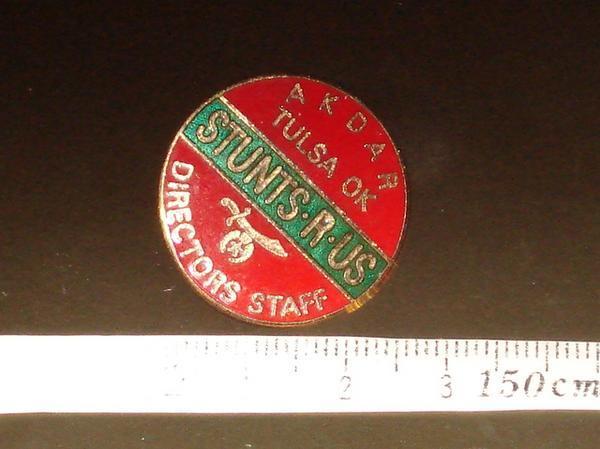 AKDAR
TULSA OK
STUNTS·R·US
DIRECTORS STAFF
2 3 150cm